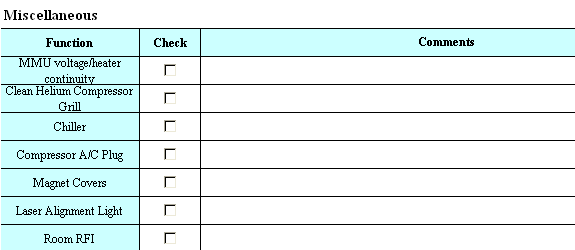 Miscellaneous
Function Check Comments
MMU voltage/heater
continuity
Clean Helium Compressor
Grill
Chiller
Compressor A/C Plug
Magnet Covers
Laser Alignment Light
Room RFI